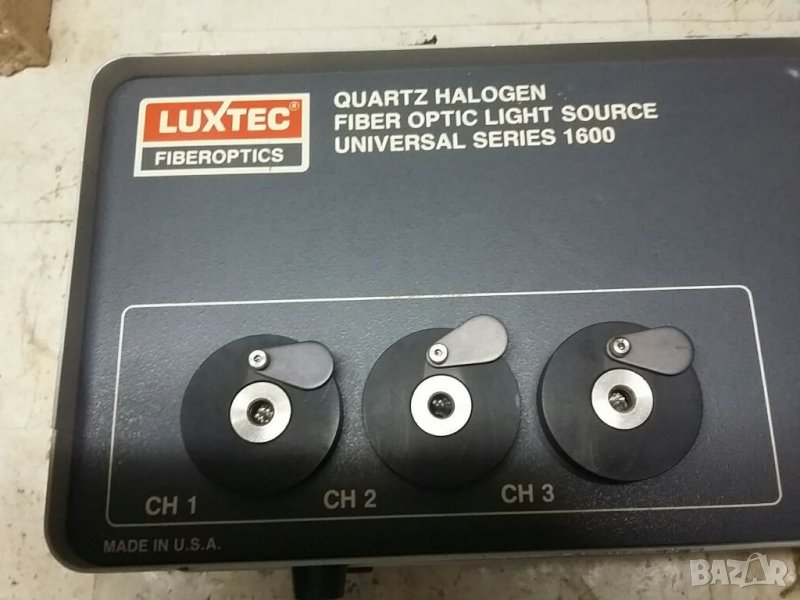 LUXTEC®
FIBEROPTICS
QUARTZ HALOGEN
FIBER OPTIC LIGHT SOURCE
UNIVERSAL SERIES 1600
CH 1
CH 2
CH 3
MADE IN U.S.A.
BAZAR